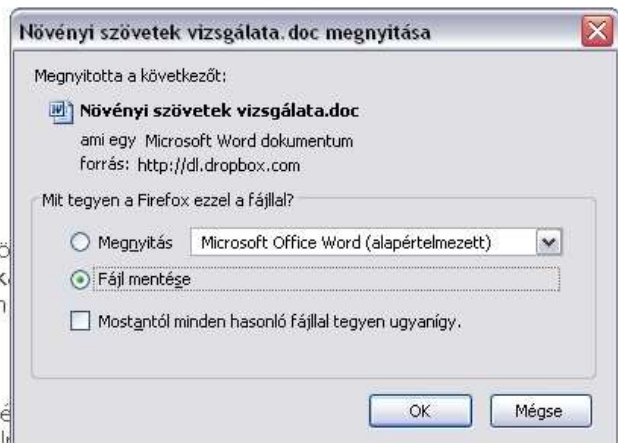 Növényi szövetek vizsgálata.doc megnyitása
Megnyitotta a következőt:
Növényi szövetek vizsgálata.doc
ami egy Microsoft Word dokumentum
forrás: http://dl.dropbox.com
Mit tegyen a Firefox ezzel a fájllal?
Megnyitás Microsoft Office Word (alapértelmezett)
Fájl mentése
Mostantól minden hasonló fájllal tegyen ugyanígy.
OK Mégse